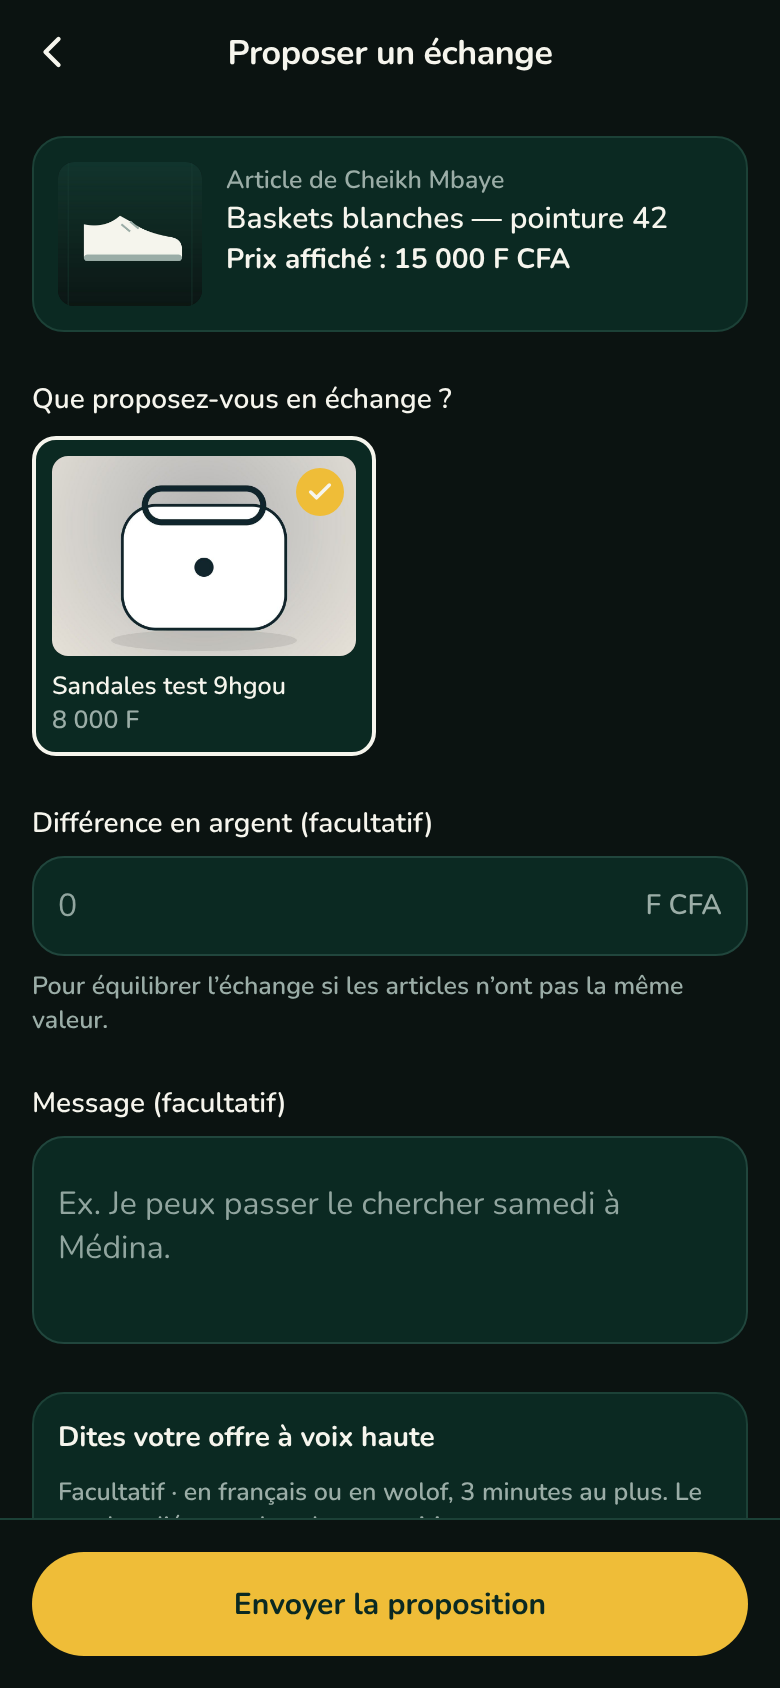 Proposer un échange
Article de Cheikh Mbaye
Baskets blanches — pointure 42
Prix affiché : 15 000 F CFA
Que proposez-vous en échange ?
Sandales test 9hgou
8 000 F
Différence en argent (facultatif)
0
F CFA
Pour équilibrer l’échange si les articles n’ont pas la même
valeur.
Message (facultatif)
Ex. Je peux passer le chercher samedi à
Médina.
Dites votre offre à voix haute
Facultatif · en français ou en wolof, 3 minutes au plus. Le
Envoyer la proposition